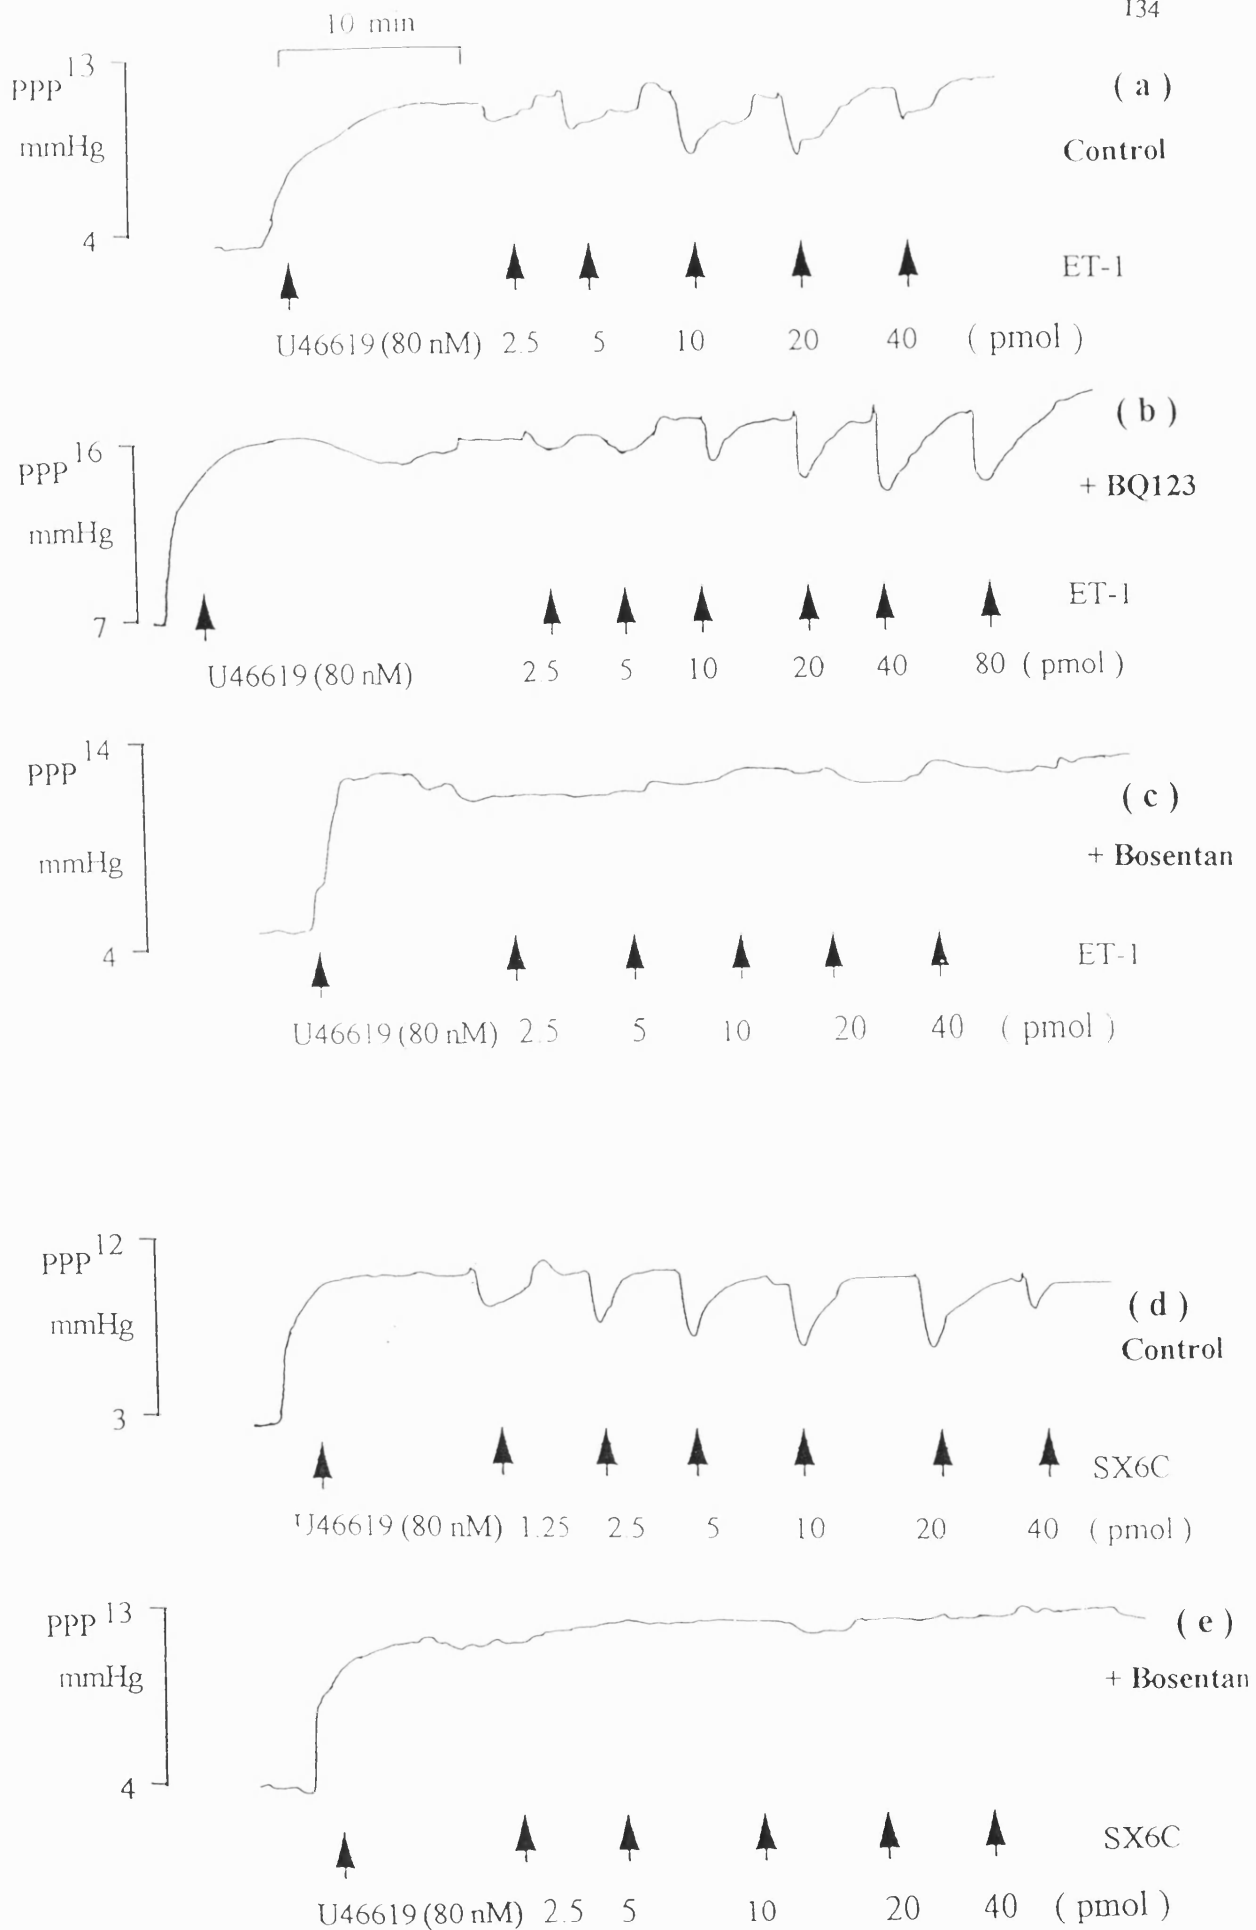 134
10 min
PPP 13
mmHg
4
( a )
Control
ET-1
U46619 (80 nM) 2.5 5 10 20 40 ( pmol )
PPP 16
mmHg
7
( b )
+ BQ123
ET-1
U46619 (80 nM) 2.5 5 10 20 40 80 ( pmol )
PPP 14
mmHg
4
( c )
+ Bosentan
ET-1
U46619 (80 nM) 2.5 5 10 20 40 ( pmol )
PPP 12
mmHg
3
( d )
Control
SX6C
U46619 (80 nM) 1.25 2.5 5 10 20 40 ( pmol )
PPP 13
mmHg
4
( e )
+ Bosentan
SX6C
U46619 (80 nM) 2.5 5 10 20 40 ( pmol )